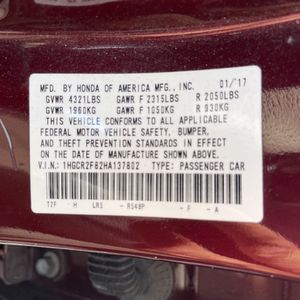 MFD. BY HONDA OF AMERICA MFG., INC. 01/17
GVWR 4321LBS GAWR F 2315LBS R 2050LBS
GVWR 1960KG GAWR F 1050KG R 930KG
THIS VEHICLE CONFORMS TO ALL APPLICABLE
FEDERAL MOTOR VEHICLE SAFETY, BUMPER,
AND THEFT PREVENTION STANDARDS IN EFFECT
ON THE DATE OF MANUFACTURE SHOWN ABOVE.
V.I.N.: 1HGCR2F82HA137802 TYPE: PASSENGER CAR
T2F H LRS - R548P - F - A